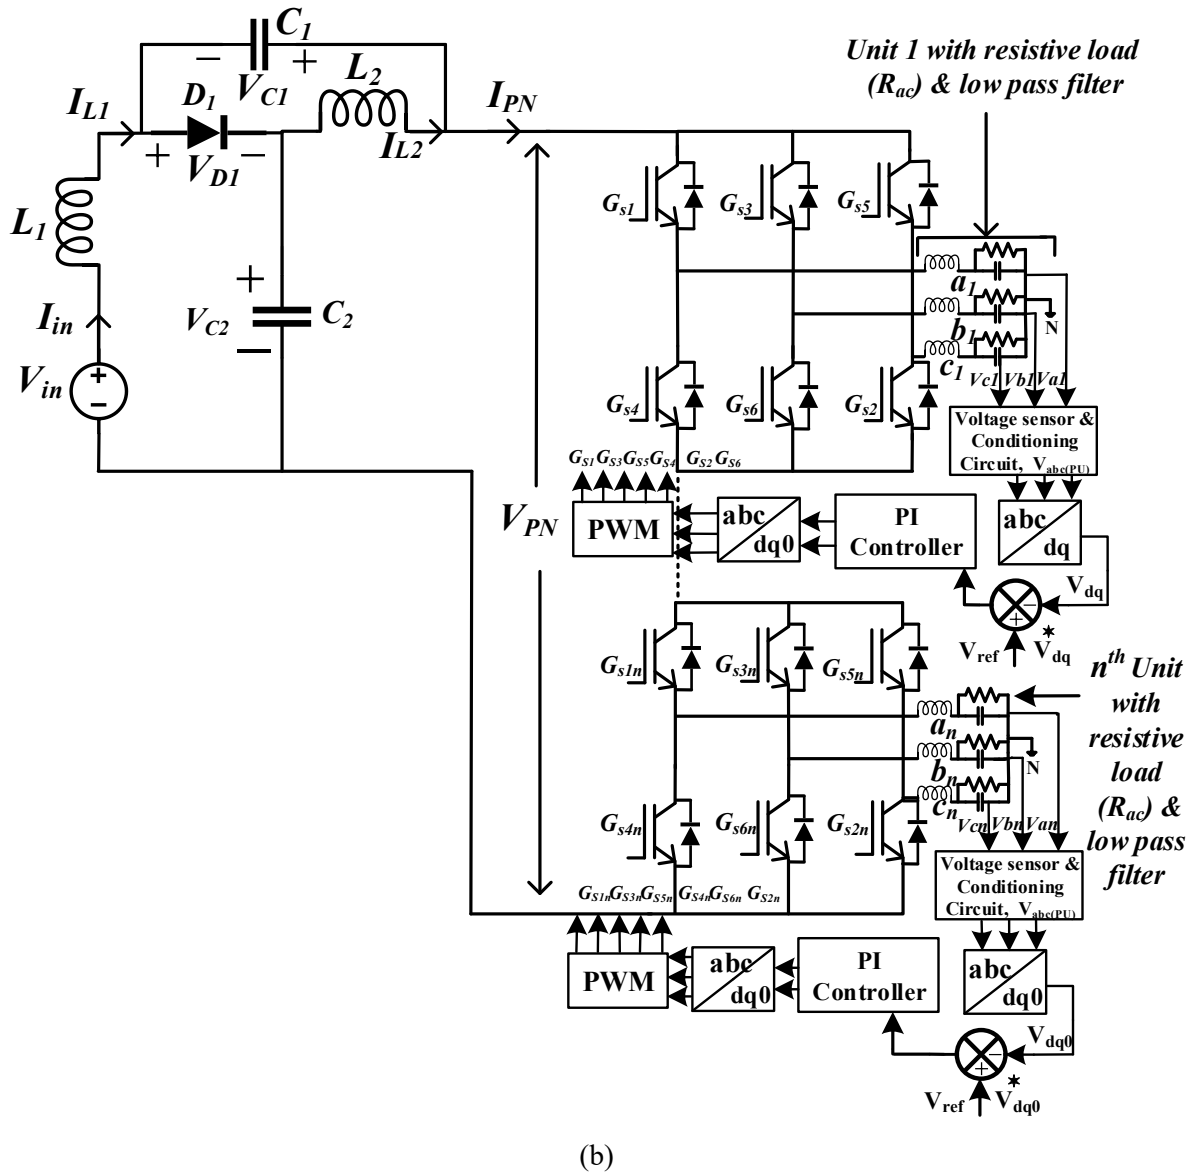 C1
− +
VC1
L2
Unit 1 with resistive load
(Rac) & low pass filter
IL1
D1
IPN
+ −
VD1
IL2
L1
Gs1
Gs3
Gs5
a1
b1
c1
N
Iin
+
VC2
C2
−
Vin
+
−
Gs4
Gs6
Gs2
Vc1 Vb1 Va1
Voltage sensor &
Conditioning
Circuit, Vabc(PU)
GS1 GS3 GS5 GS4 GS2 GS6
VPN
PWM
abc
dq0
PI
Controller
abc
dq
Vdq
−
+
Vref V*dq
Gs1n
Gs3n
Gs5n
nth Unit
with
resistive
load
(Rac) &
low pass
filter
an
bn
cn
N
Gs4n
Gs6n
Gs2n
Vcn Vbn Van
Voltage sensor &
Conditioning
Circuit, Vabc(PU)
GS1n GS3n GS5n GS4n GS6n GS2n
PWM
abc
dq0
PI
Controller
abc
dq0
Vdq0
−
+
Vref V*dq0
(b)